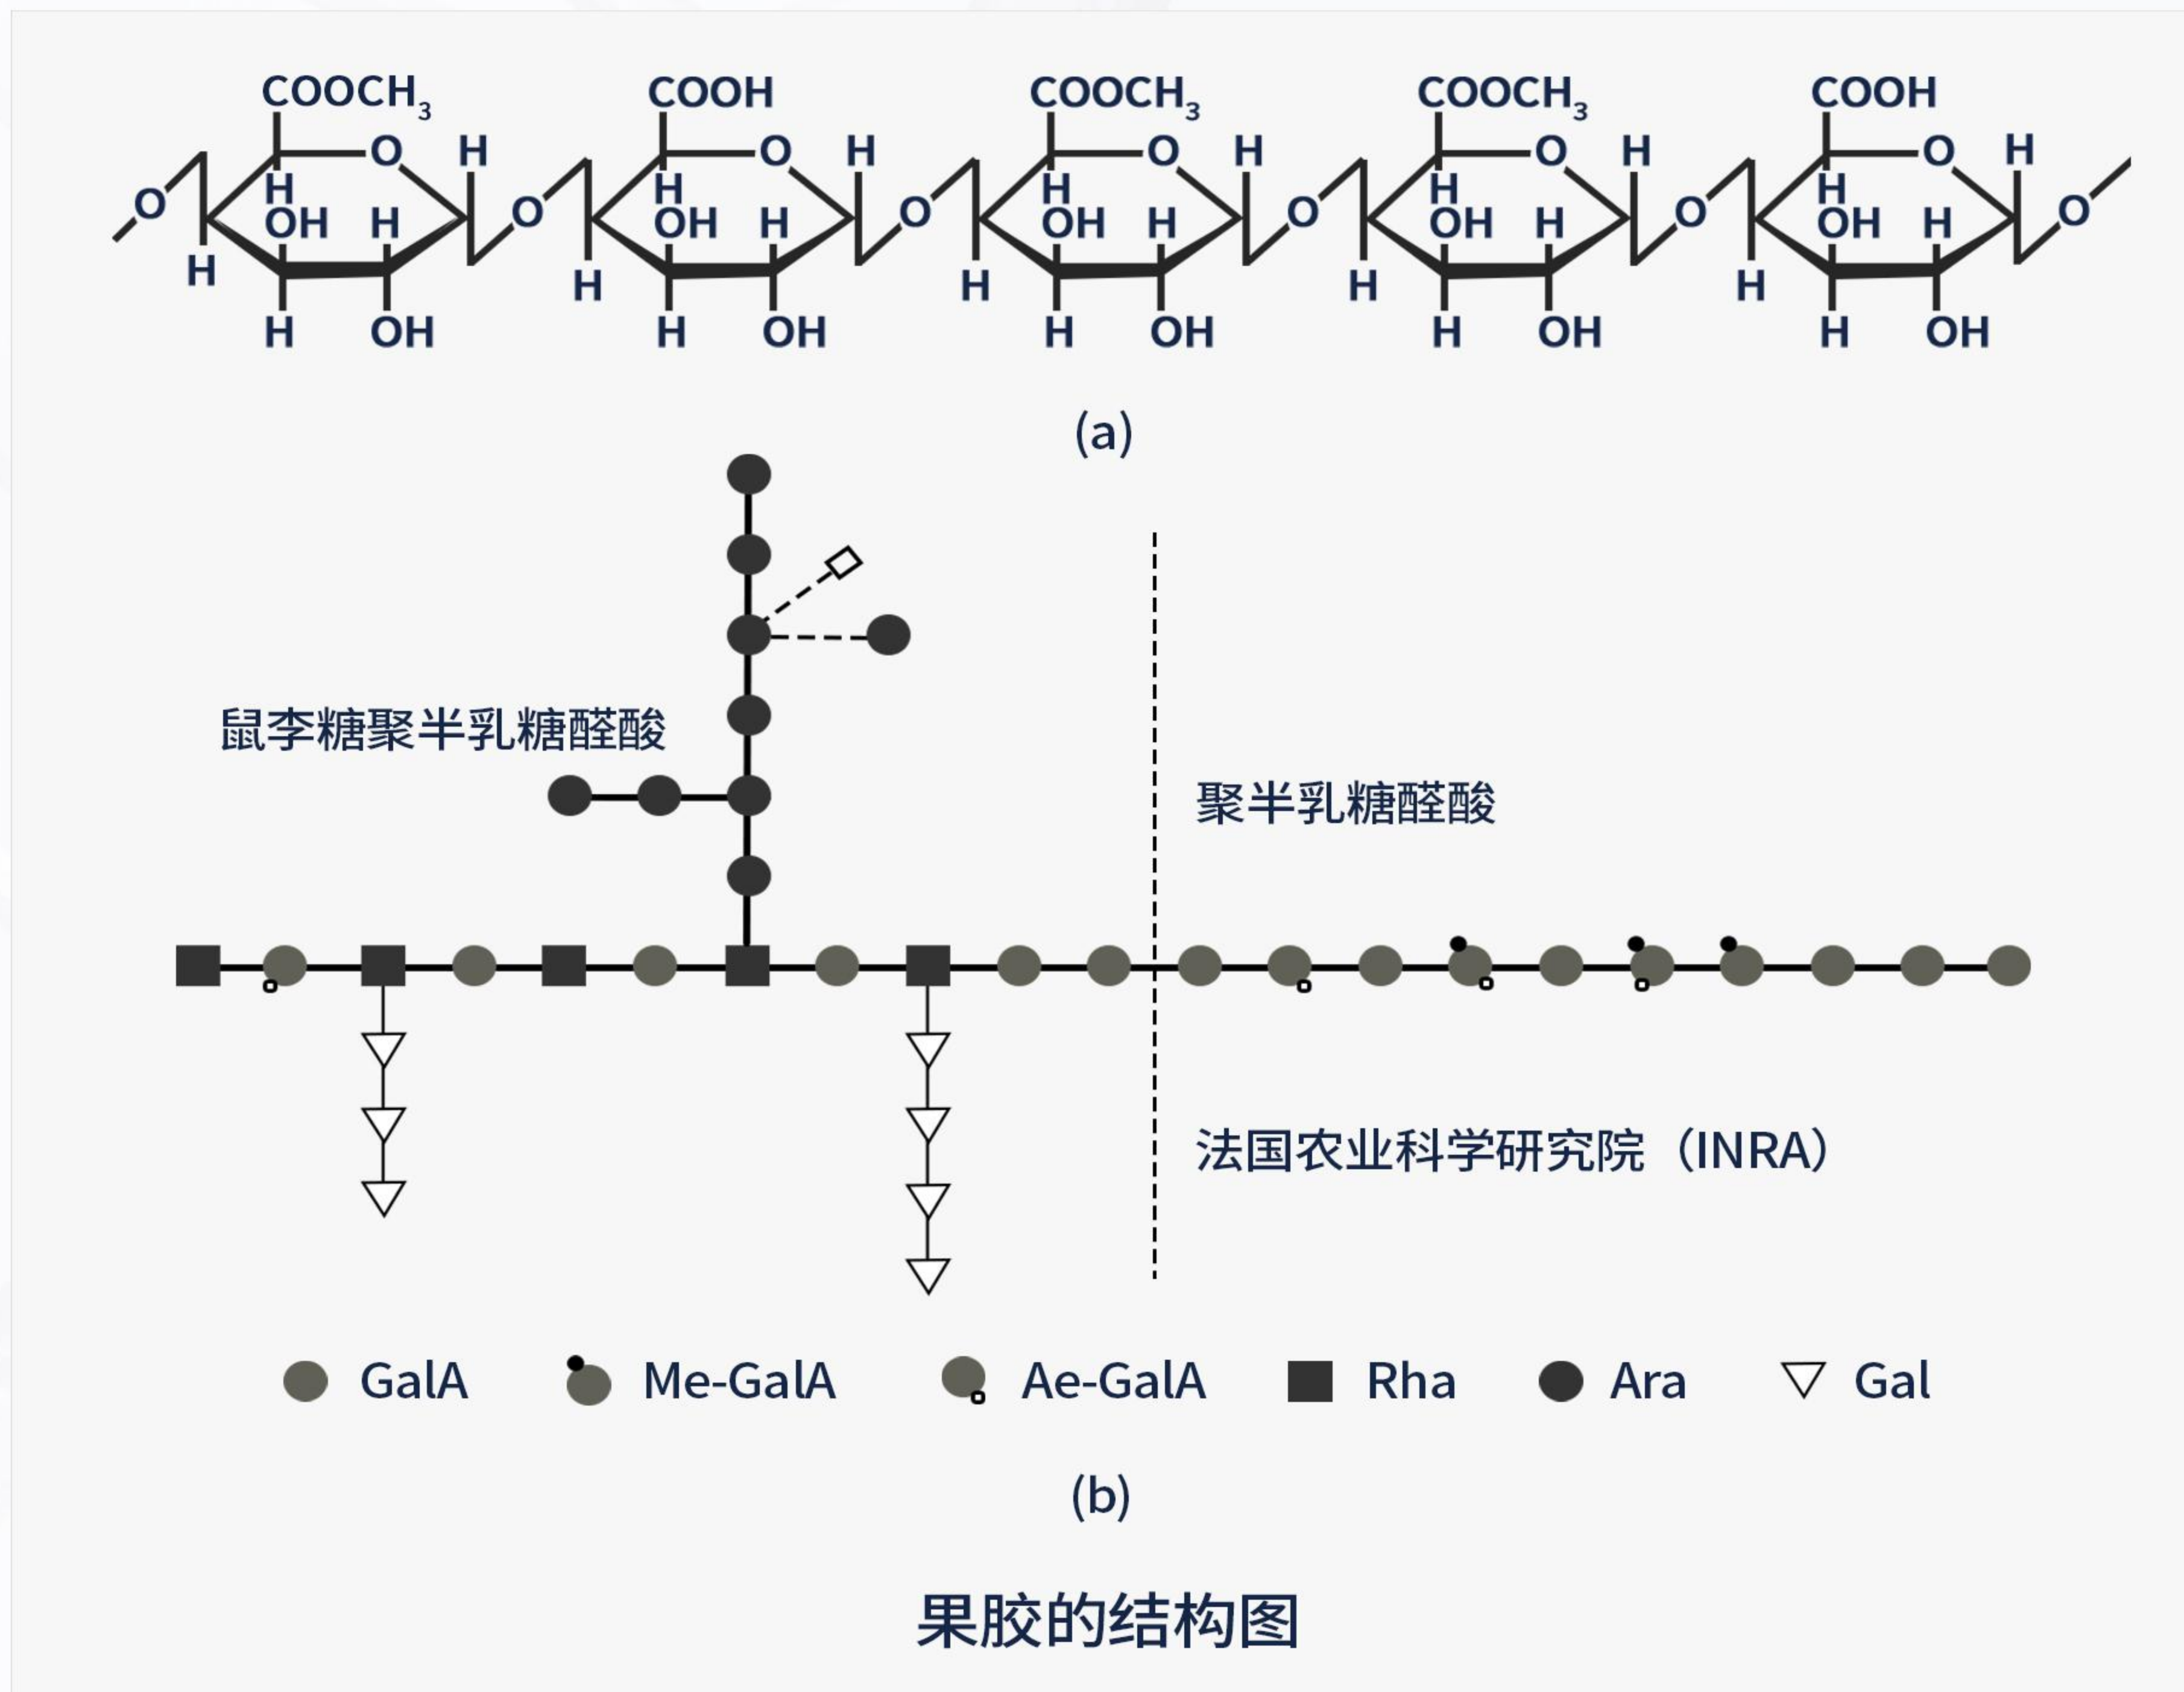 COOCH₃ COOH COOCH₃ COOCH₃ COOH
O H O H O H O H O H
O H O H O H O H O H O
OH H OH H OH H OH H OH H
H H H H H
H OH H OH H OH H OH H OH
(a)
鼠李糖聚半乳糖醛酸
聚半乳糖醛酸
法国农业科学研究院（INRA）
GalA Me-GalA Ae-GalA Rha Ara Gal
(b)
果胶的结构图